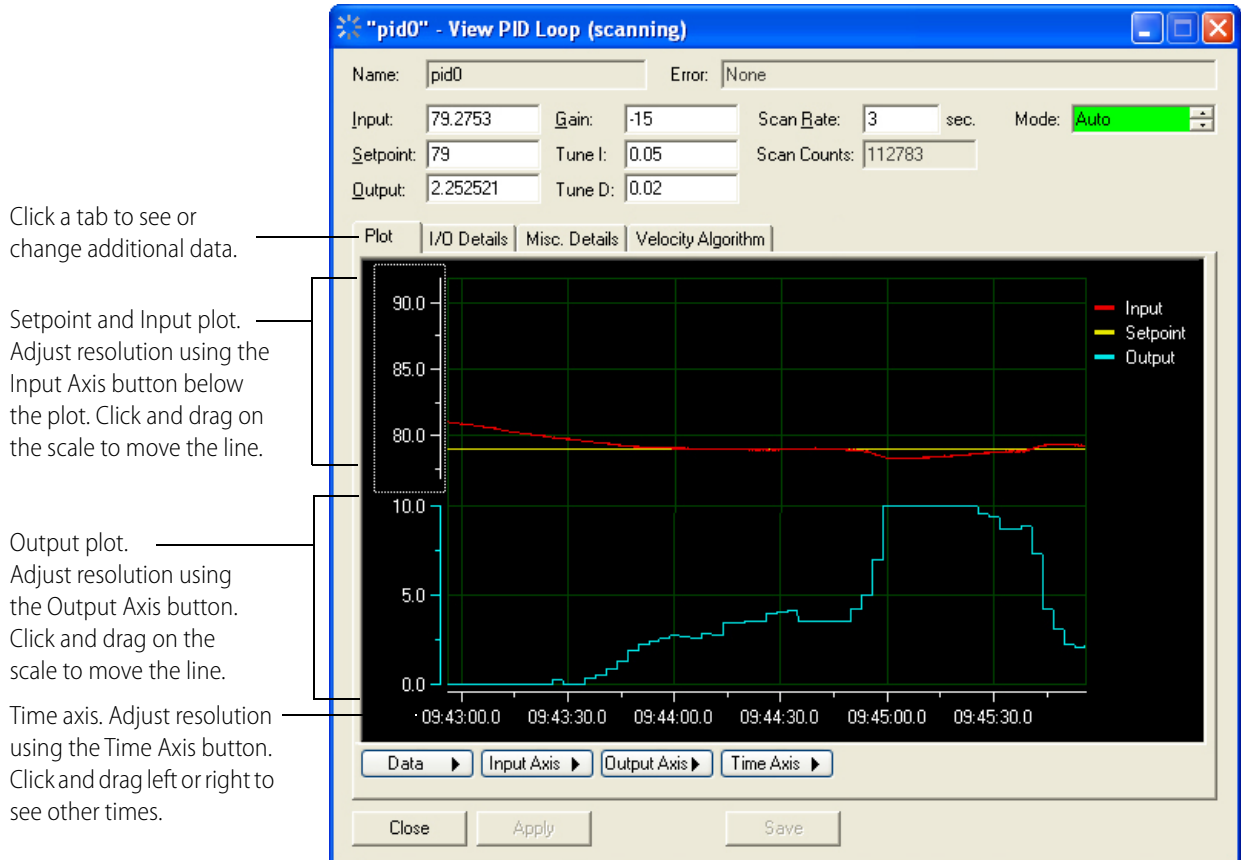 "pid0" - View PID Loop (scanning)
Name: pid0 Error: None
Input: 79.2753 Gain: -15 Scan Rate: 3 sec. Mode: Auto
Setpoint: 79 Tune I: 0.05 Scan Counts: 112783
Output: 2.252521 Tune D: 0.02
Plot I/O Details Misc. Details Velocity Algorithm
Click a tab to see or
change additional data.
Setpoint and Input plot.
Adjust resolution using the
Input Axis button below
the plot. Click and drag on
the scale to move the line.
Output plot.
Adjust resolution using
the Output Axis button.
Click and drag on the
scale to move the line.
Time axis. Adjust resolution
using the Time Axis button.
Click and drag left or right to
see other times.
90.0
85.0
80.0
Input
Setpoint
Output
10.0
5.0
0.0
09:43:00.0 09:43:30.0 09:44:00.0 09:44:30.0 09:45:00.0 09:45:30.0
Data Input Axis Output Axis Time Axis
Close Apply Save